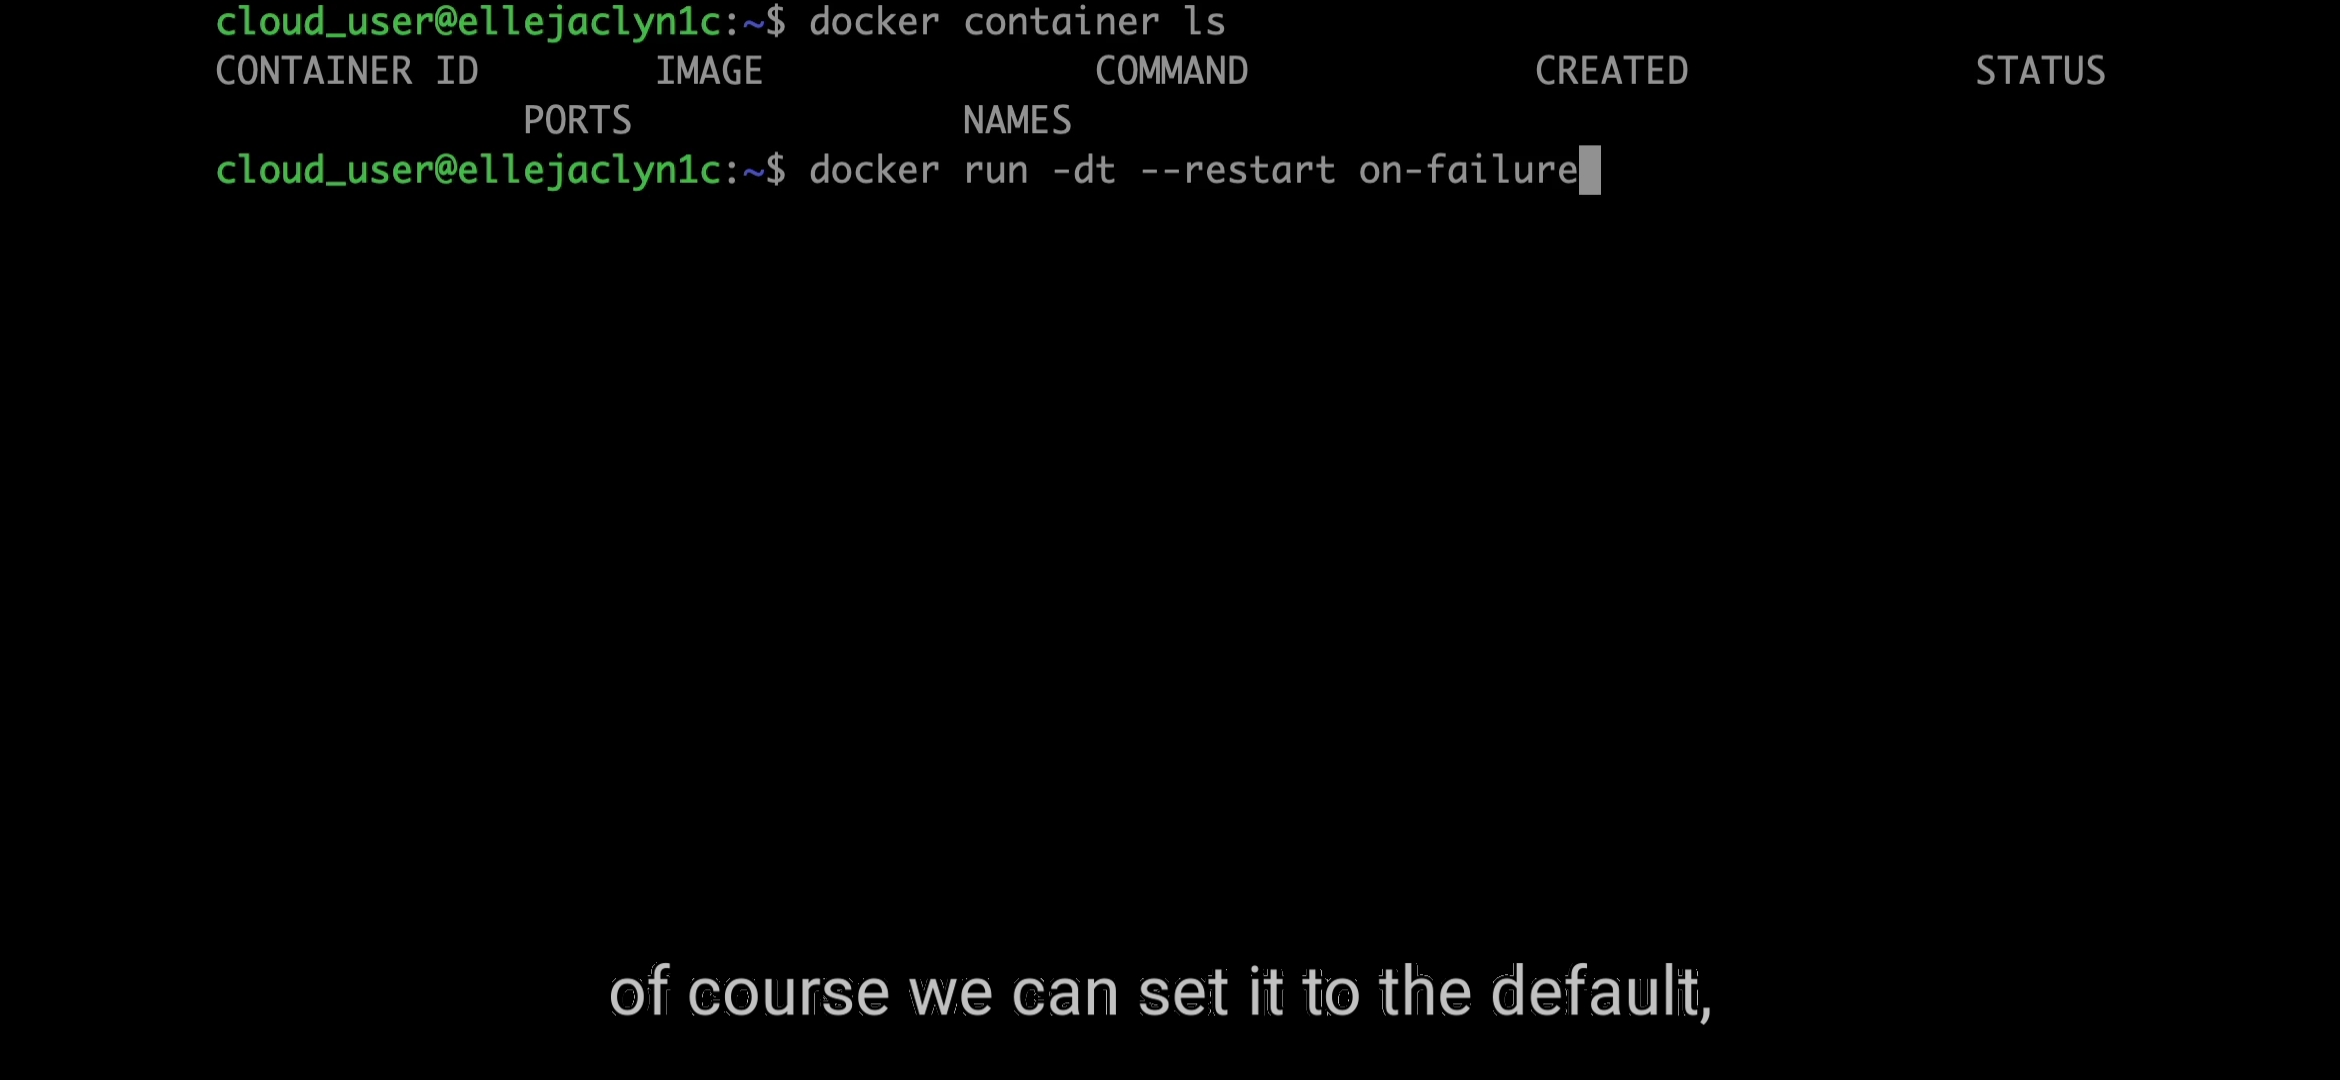 cloud_user@ellejaclyn1c:~$ docker container ls
CONTAINER ID        IMAGE               COMMAND             CREATED             STATUS
              PORTS               NAMES
cloud_user@ellejaclyn1c:~$ docker run -dt --restart on-failure
of course we can set it to the default,